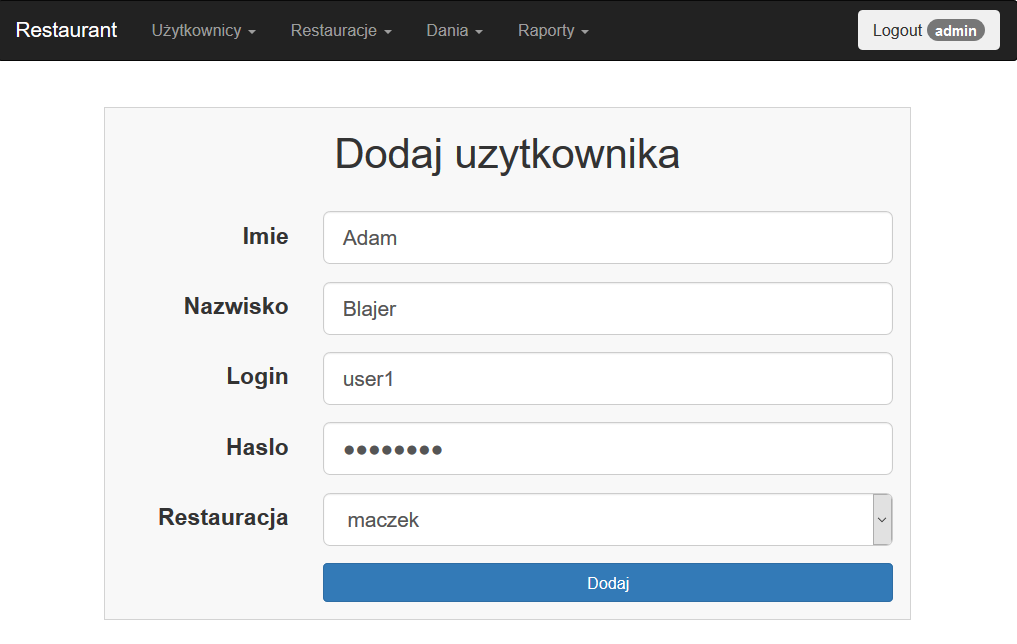 Restaurant Użytkownicy Restauracje Dania Raporty Logout admin
Dodaj uzytkownika
Imie Adam
Nazwisko Blajer
Login user1
Haslo ●●●●●●●●
Restauracja maczek
Dodaj